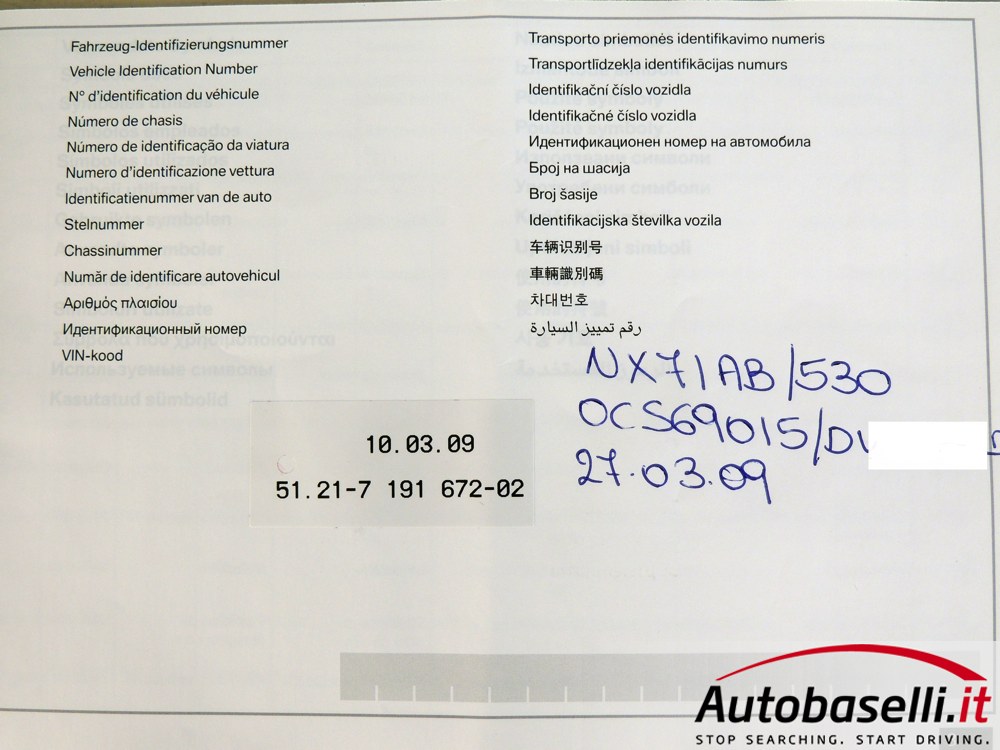 Fahrzeug-Identifizierungsnummer
Vehicle Identification Number
N° d'identification du véhicule
Número de chasis
Número de identificação da viatura
Numero d'identificazione vettura
Identificatienummer van de auto
Stelnummer
Chassinummer
Număr de identificare autovehicul
Αριθμός πλαισίου
Идентификационный номер
VIN-kood
Transporto priemonės identifikavimo numeris
Transportlīdzekļa identifikācijas numurs
Identifikační číslo vozidla
Identifikačné číslo vozidla
Идентификационен номер на автомобила
Број на шасија
Broj šasije
Identifikacijska številka vozila
车辆识别号
車輛識別碼
차대번호
رقم تمييز السيارة
NX71AB/530
OCS69015/DV
27.03.09
10.03.09
51.21-7 191 672-02
Autobaselli.it
STOP SEARCHING. START DRIVING.